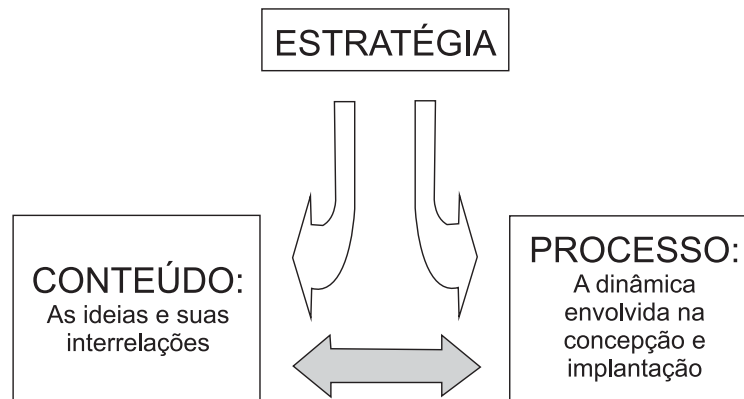 ESTRATÉGIA
CONTEÚDO:
As ideias e suas
interrelações
PROCESSO:
A dinâmica
envolvida na
concepção e
implantação